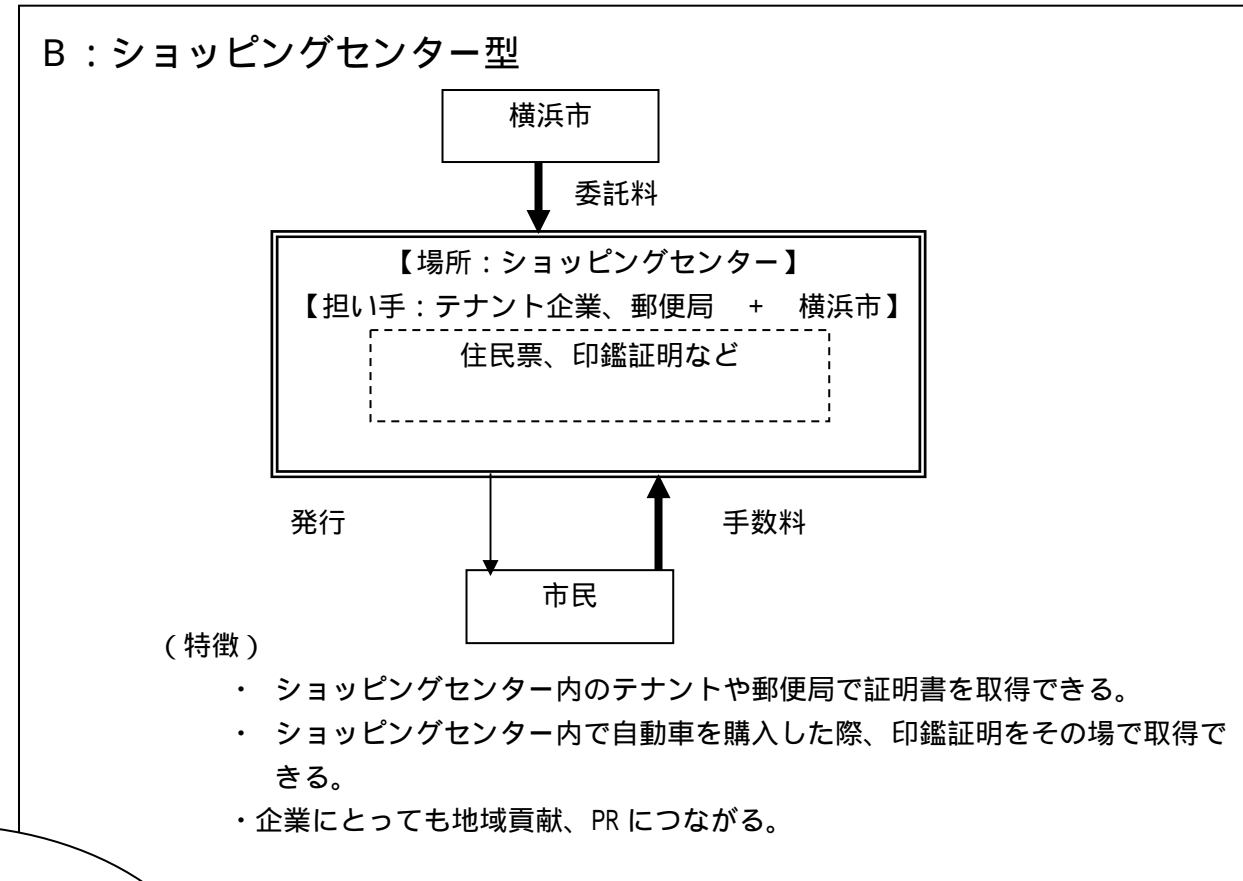 B：ショッピングセンター型
横浜市
委託料
【場所：ショッピングセンター】
【担い手：テナント企業、郵便局　+　横浜市】
住民票、印鑑証明など
発行
手数料
市民
（特徴）
・　ショッピングセンター内のテナントや郵便局で証明書を取得できる。
・　ショッピングセンター内で自動車を購入した際、印鑑証明をその場で取得で
きる。
・企業にとっても地域貢献、PR につながる。